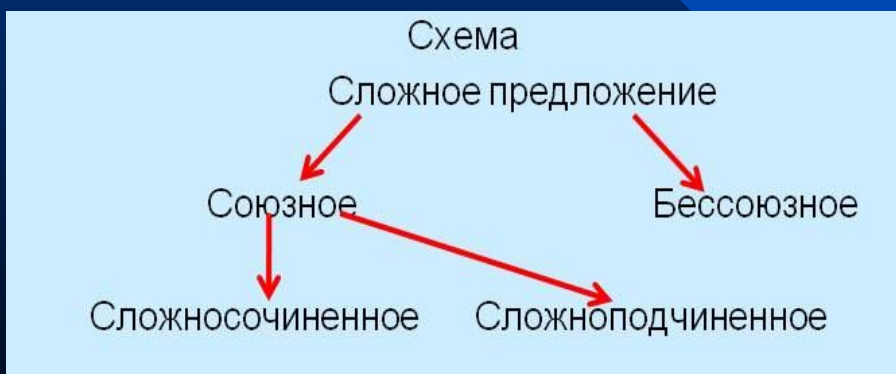 Схема
Сложное предложение
Союзное Бессоюзное
Сложносочиненное Сложноподчиненное